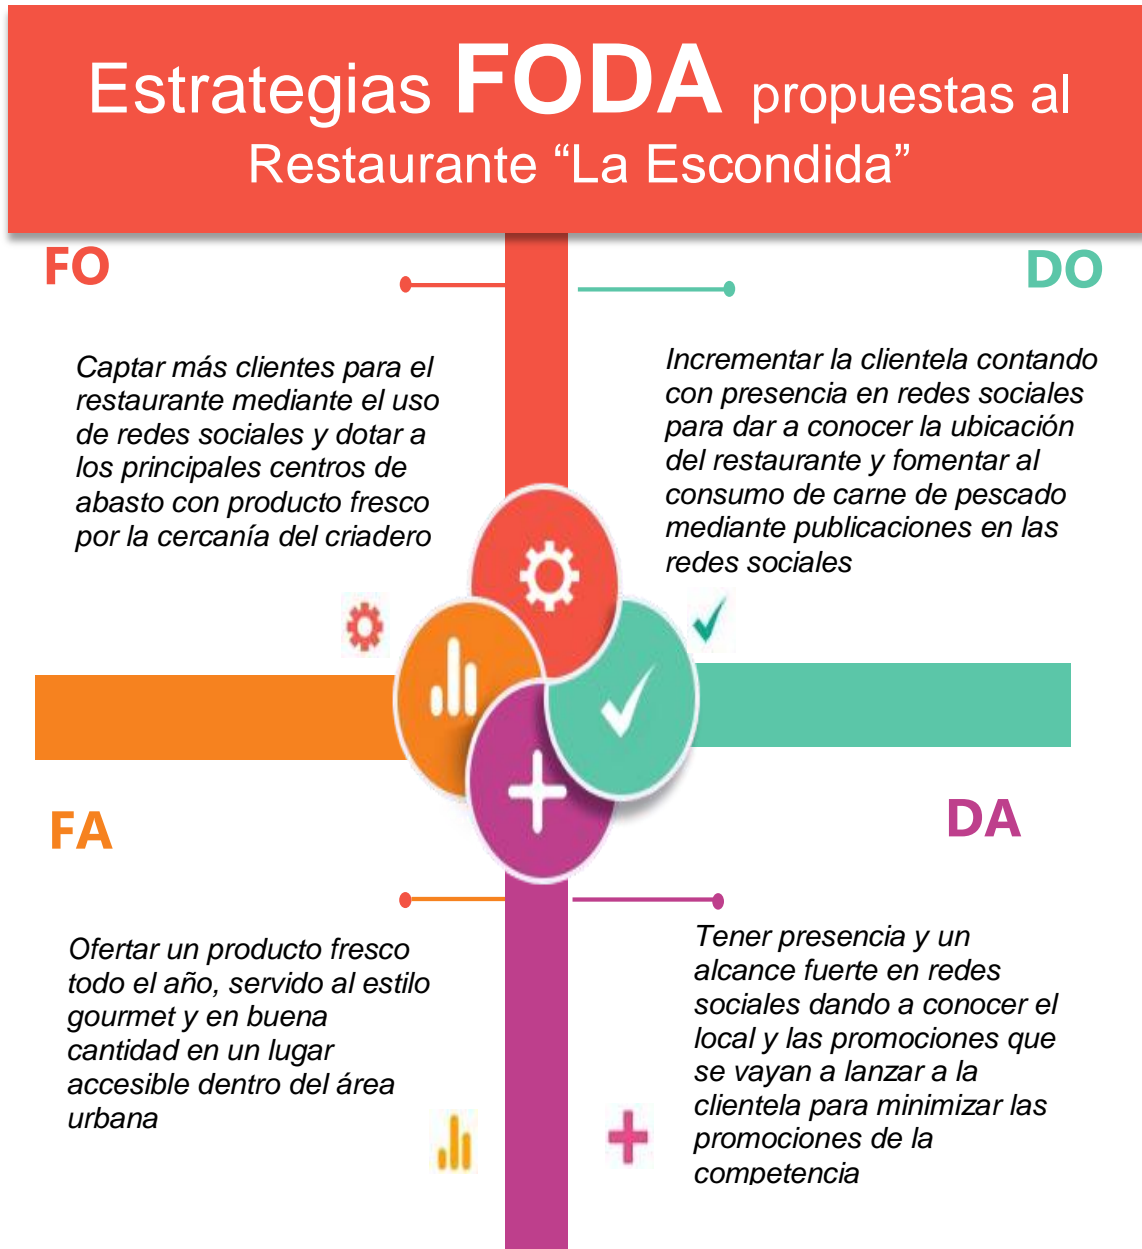 Estrategias FODA propuestas al
Restaurante “La Escondida”
FO
Captar más clientes para el
restaurante mediante el uso
de redes sociales y dotar a
los principales centros de
abasto con producto fresco
por la cercanía del criadero
DO
Incrementar la clientela contando
con presencia en redes sociales
para dar a conocer la ubicación
del restaurante y fomentar al
consumo de carne de pescado
mediante publicaciones en las
redes sociales
FA
Ofertar un producto fresco
todo el año, servido al estilo
gourmet y en buena
cantidad en un lugar
accesible dentro del área
urbana
DA
Tener presencia y un
alcance fuerte en redes
sociales dando a conocer el
local y las promociones que
se vayan a lanzar a la
clientela para minimizar las
promociones de la
competencia